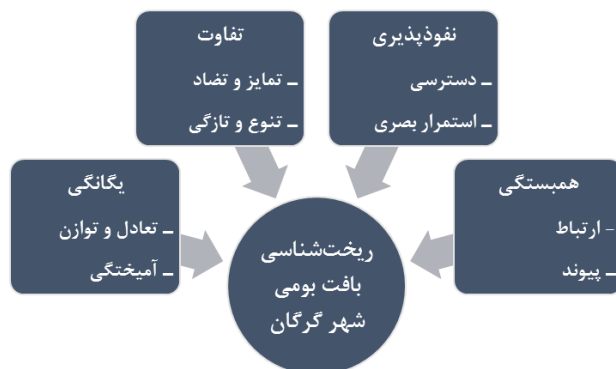 نفوذپذیری
ـ دسترسی
ـ استمرار بصری
تفاوت
ـ تمایز و تضاد
ـ تنوع و تازگی
همبستگی
- ارتباط
ـ پیوند
یگانگی
ـ تعادل و توازن
ـ آمیختگی
ریخت‌شناسی
بافت بومی
شهر گرگان